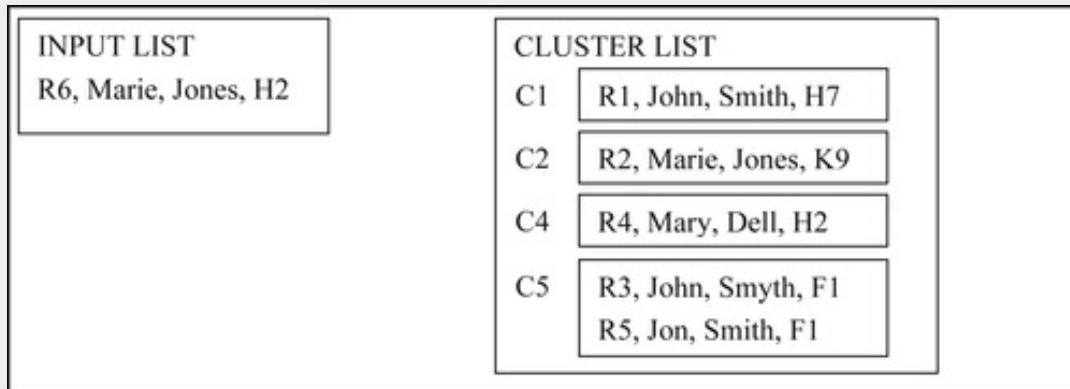 INPUT LIST
R6, Marie, Jones, H2
CLUSTER LIST
C1 R1, John, Smith, H7
C2 R2, Marie, Jones, K9
C4 R4, Mary, Dell, H2
C5 R3, John, Smyth, F1
R5, Jon, Smith, F1